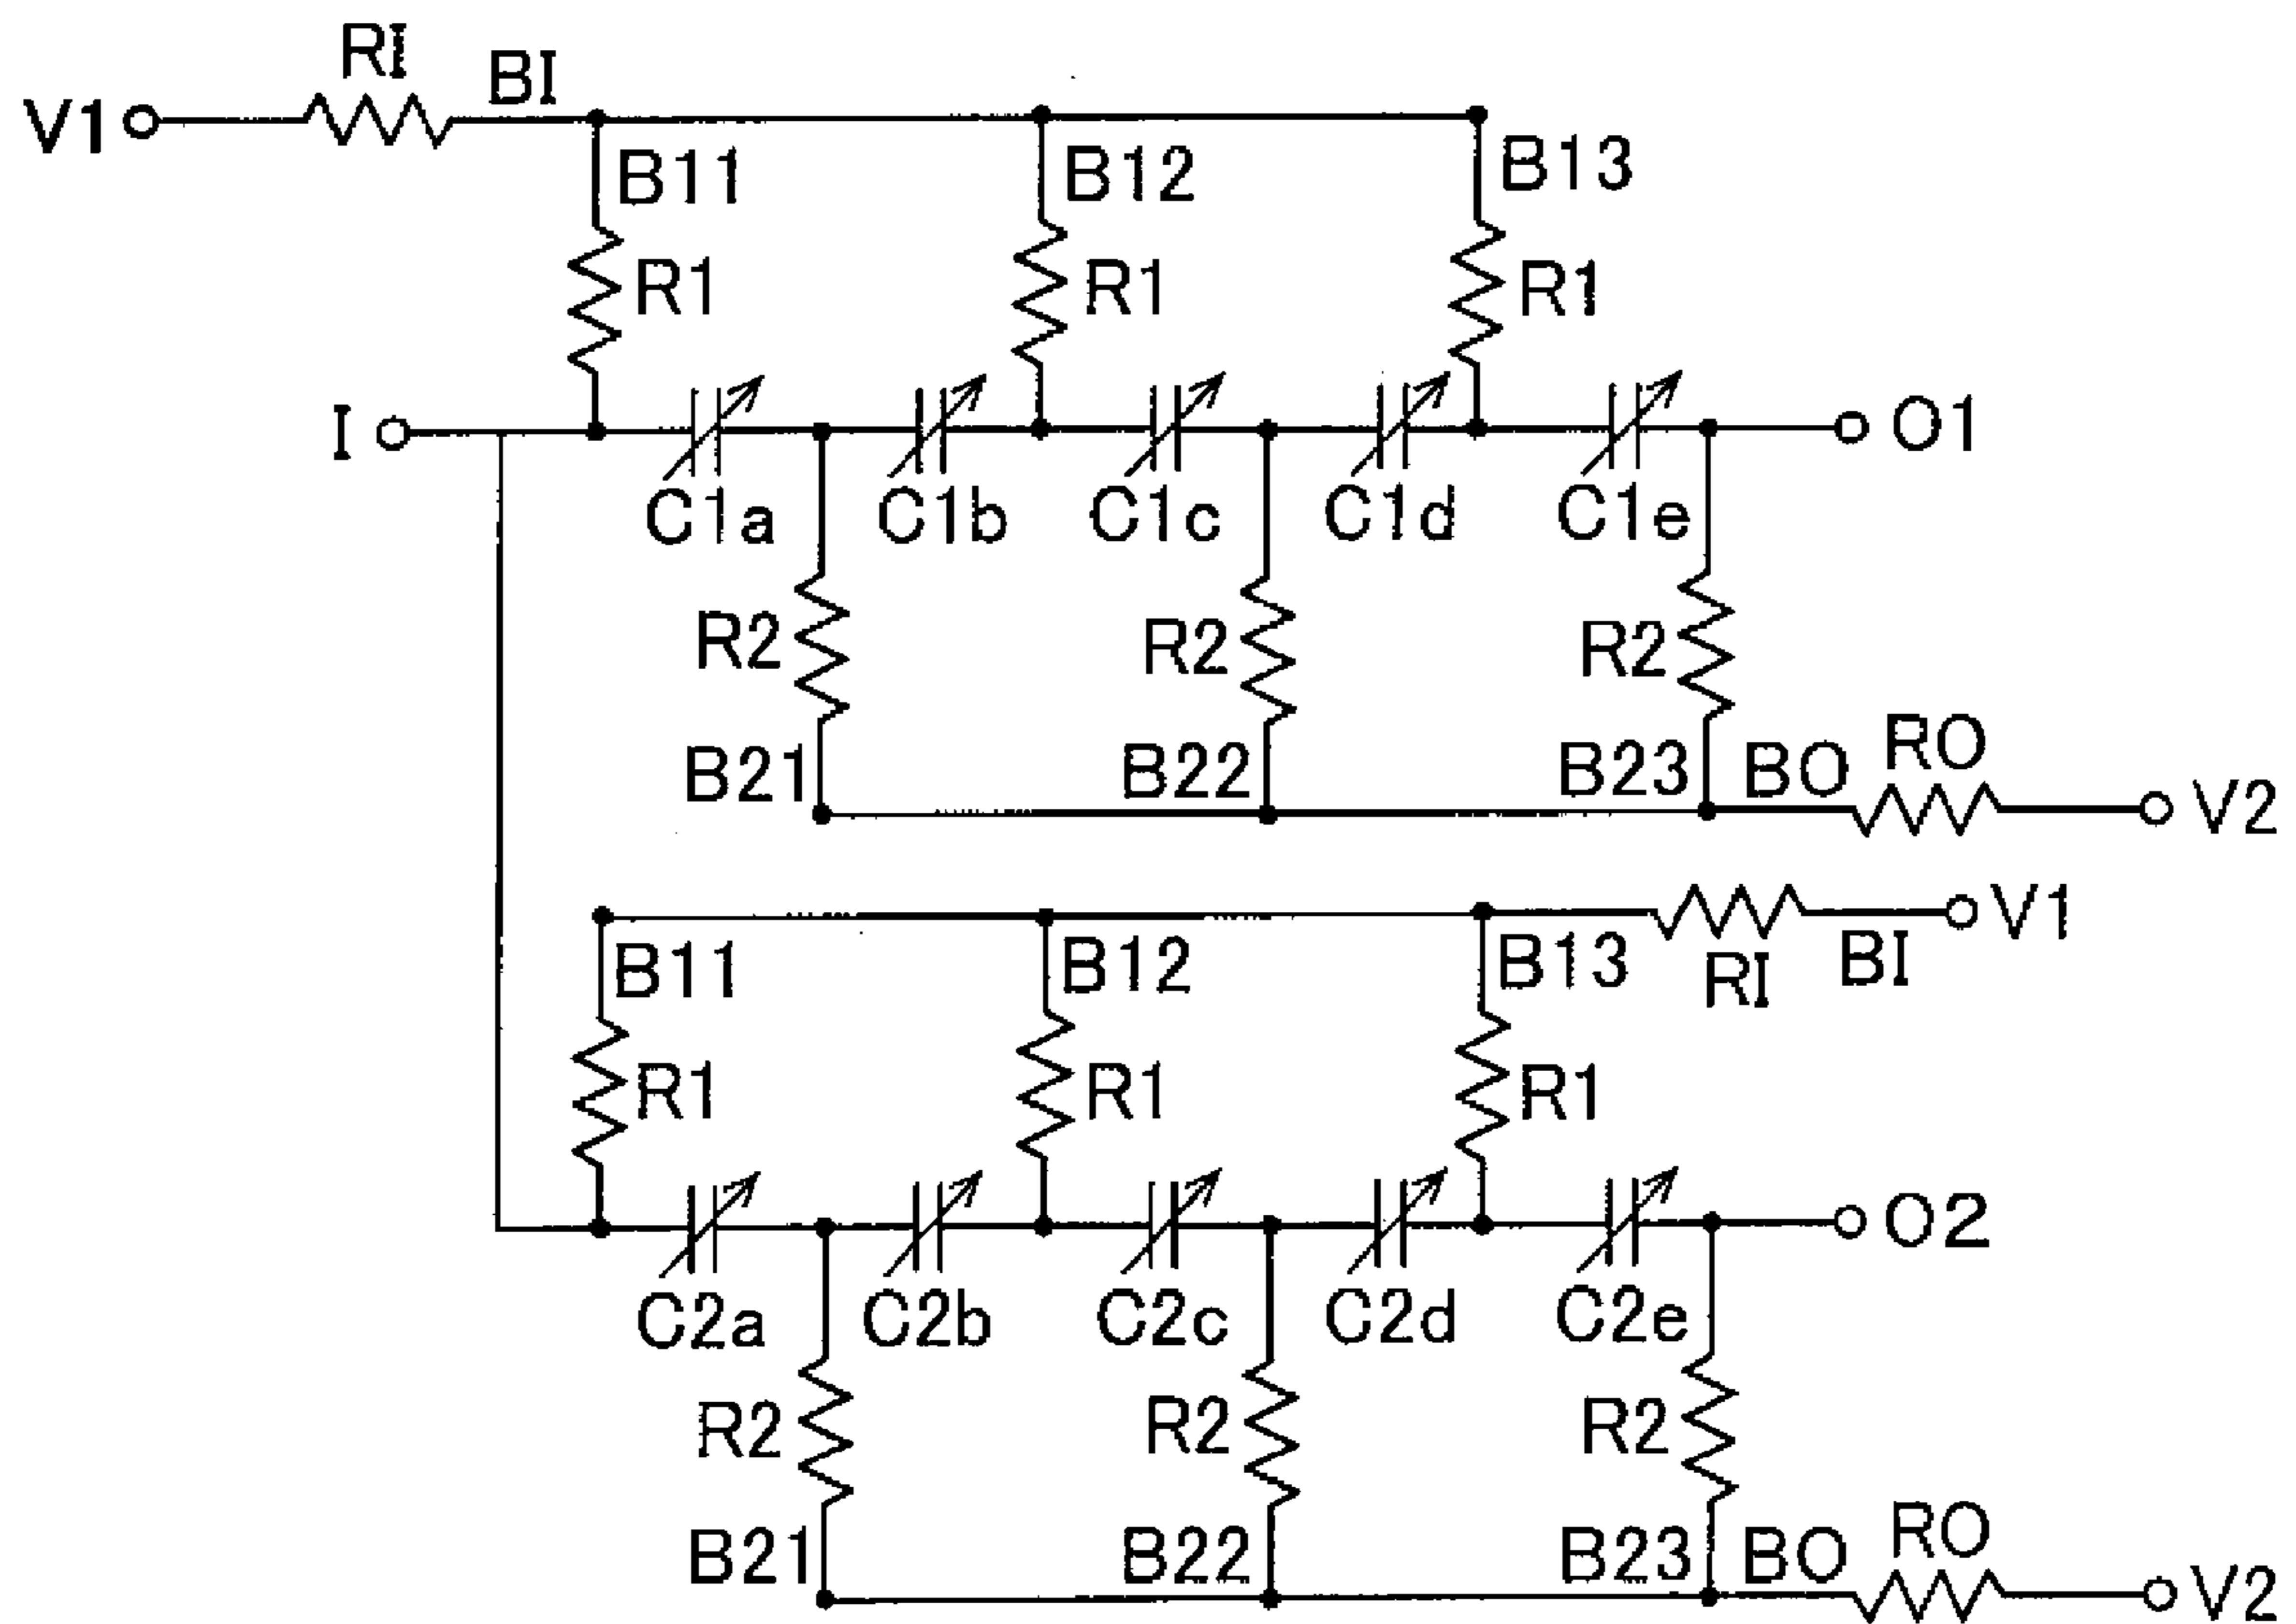 RI BI
V1
B11 B12 B13
R1 R1 R1
I O1
C1a C1b C1c C1d C1e
R2 R2 R2
B21 B22 B23 BO RO
V2
V1
B11 B12 B13 RI BI
R1 R1 R1
O2
C2a C2b C2c C2d C2e
R2 R2 R2
B21 B22 B23 BO RO
V2